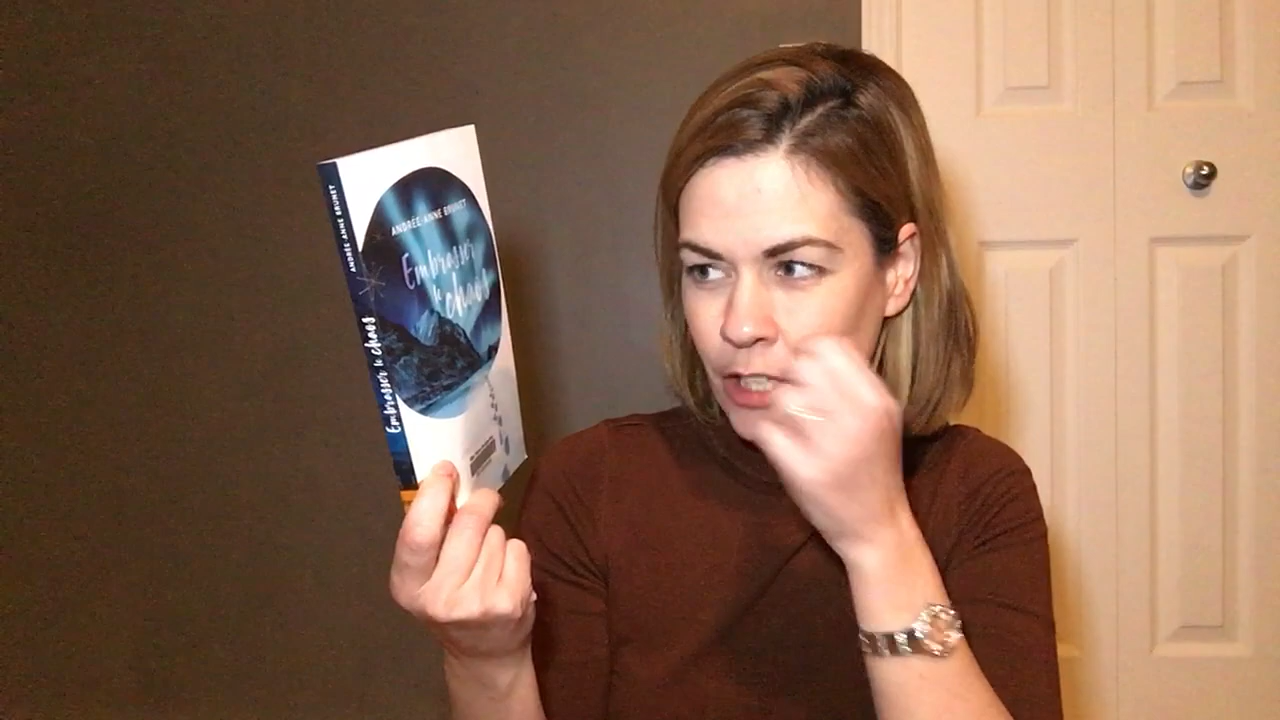 ANDRÉE-ANNE BRUNET
Embrasser
le chaos
ANDRÉE-ANNE BRUNET
Embrasser le chaos